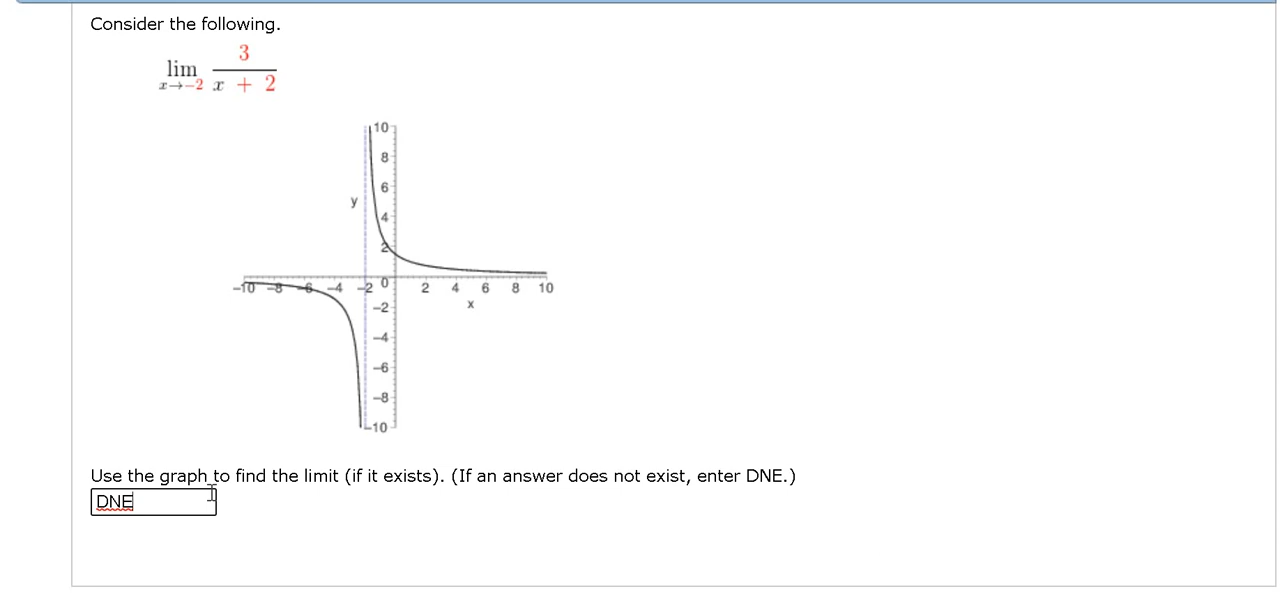 Consider the following.
lim x→−2 3
x + 2
10
8
6
y
4
2
−10 −8 −6 −4 −2 0 2 4 6 8 10
−2
x
−4
−6
−8
−10
Use the graph to find the limit (if it exists). (If an answer does not exist, enter DNE.)
DNE